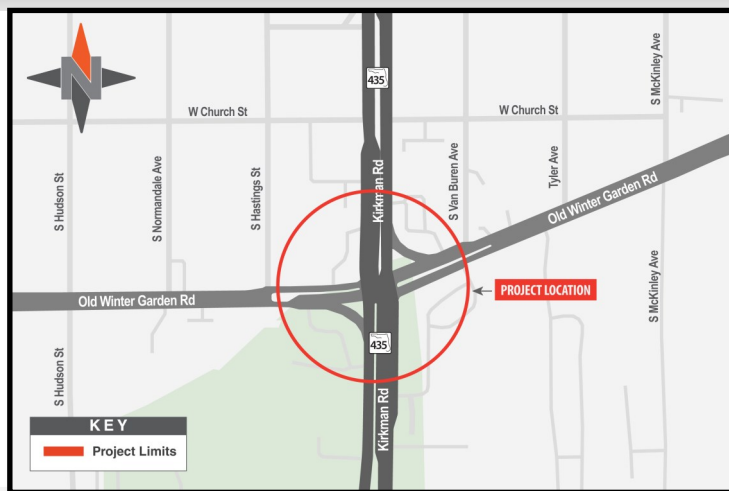 N
435
W Church St
W Church St
S McKinley Ave
S Hudson St
S Normandale Ave
S Hastings St
Kirkman Rd
S Van Buren Ave
Tyler Ave
Old Winter Garden Rd
Old Winter Garden Rd
PROJECT LOCATION
S McKinley Ave
435
S Hudson St
Kirkman Rd
KEY
Project Limits